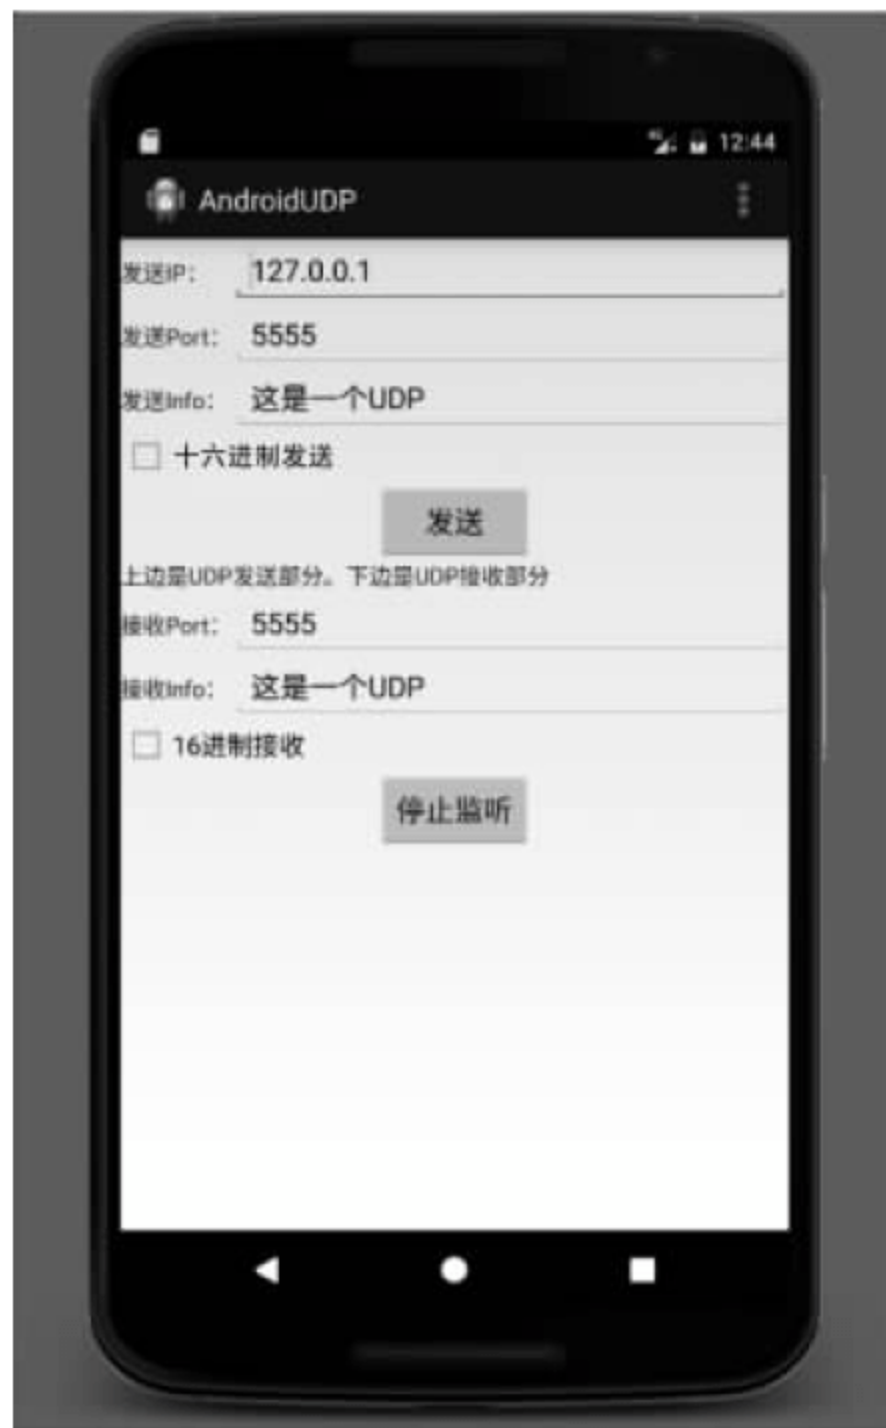 12:44
AndroidUDP
发送IP: 127.0.0.1
发送Port: 5555
发送Info: 这是一个UDP
十六进制发送
发送
上边是UDP发送部分。下边是UDP接收部分
接收Port: 5555
接收Info: 这是一个UDP
16进制接收
停止监听